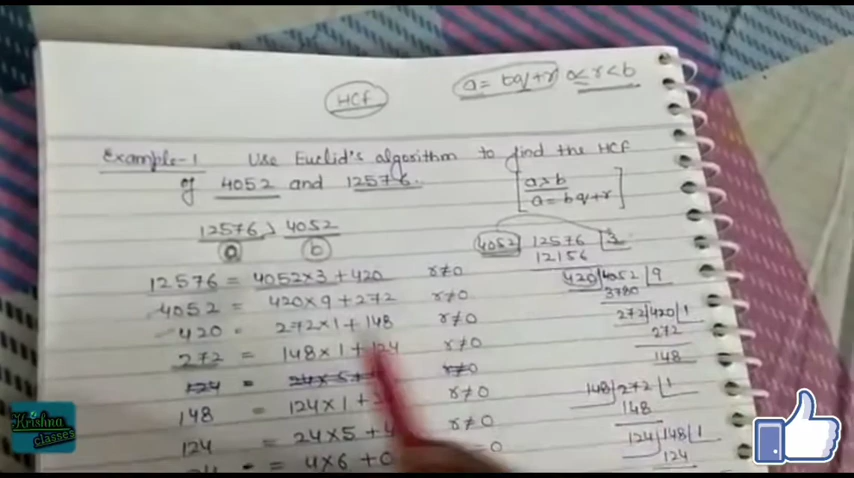 HCF
a = bq+r 0 ≤ r < b
Example-1 Use Euclid's algorithm to find the HCF
of 4052 and 12576.
[a>b
a = bq+r]
12576 > 4052
a b
4052 12576 3
12156
12576 = 4052×3+420 r≠0
420 4052 9
3780
4052 = 420×9+272 r≠0
272 420 1
272
148
420 = 272×1+148 r≠0
272 = 148×1+124 r≠0
148 272 1
148
148 = 124×1+2 r≠0
124 148 1
124
124 = 24×5+4 r≠0
= 4×6+0
Krishna
classes